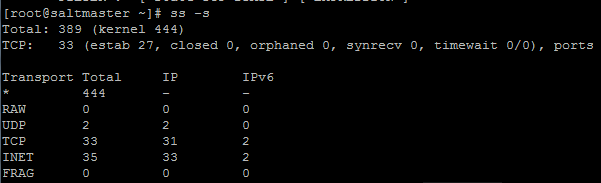 [root@saltmaster ~]# ss -s
Total: 389 (kernel 444)
TCP:   33 (estab 27, closed 0, orphaned 0, synrecv 0, timewait 0/0), ports
Transport Total     IP        IPv6
*         444       -         -
RAW       0         0         0
UDP       2         2         0
TCP       33        31        2
INET      35        33        2
FRAG      0         0         0